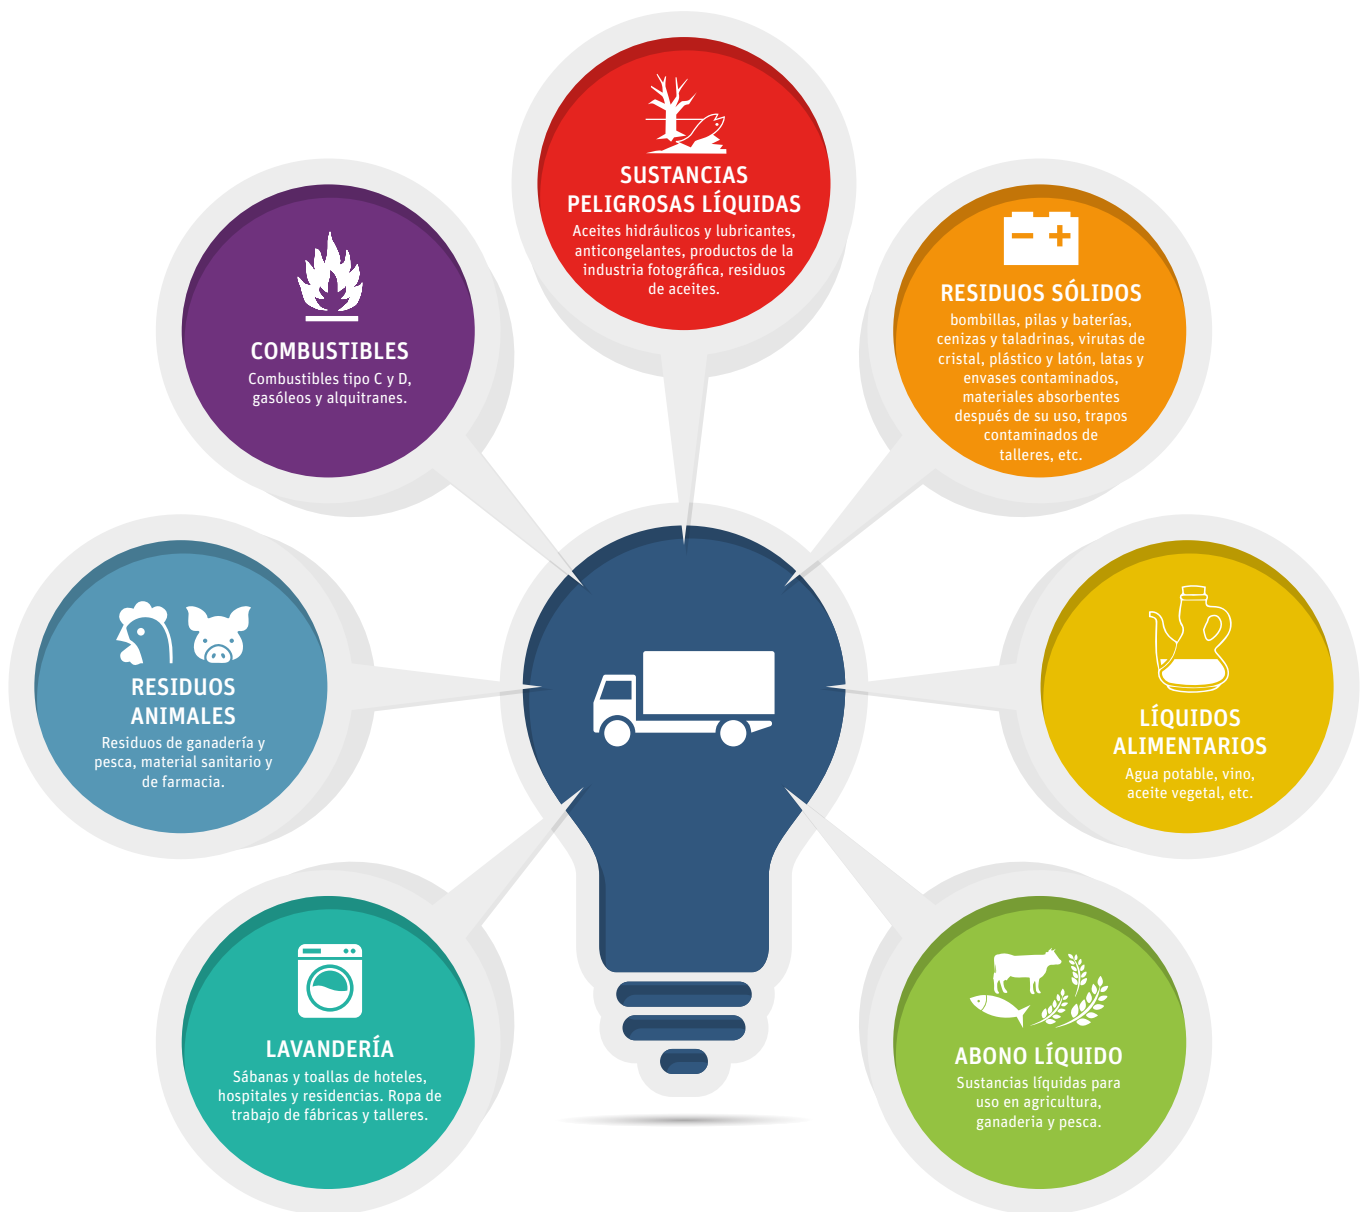 SUSTANCIAS
PELIGROSAS LÍQUIDAS
Aceites hidráulicos y lubricantes,
anticongelantes, productos de la
industria fotográfica, residuos
de aceites.
COMBUSTIBLES
Combustibles tipo C y D,
gasóleos y alquitranes.
RESIDUOS SÓLIDOS
bombillas, pilas y baterías,
cenizas y taladrinas, virutas de
cristal, plástico y latón, latas y
envases contaminados,
materiales absorbentes
después de su uso, trapos
contaminados de
talleres, etc.
RESIDUOS
ANIMALES
Residuos de ganadería y
pesca, material sanitario y
de farmacia.
LÍQUIDOS
ALIMENTARIOS
Agua potable, vino,
aceite vegetal, etc.
LAVANDERÍA
Sábanas y toallas de hoteles,
hospitales y residencias. Ropa de
trabajo de fábricas y talleres.
ABONO LÍQUIDO
Sustancias líquidas para
uso en agricultura,
ganaderia y pesca.